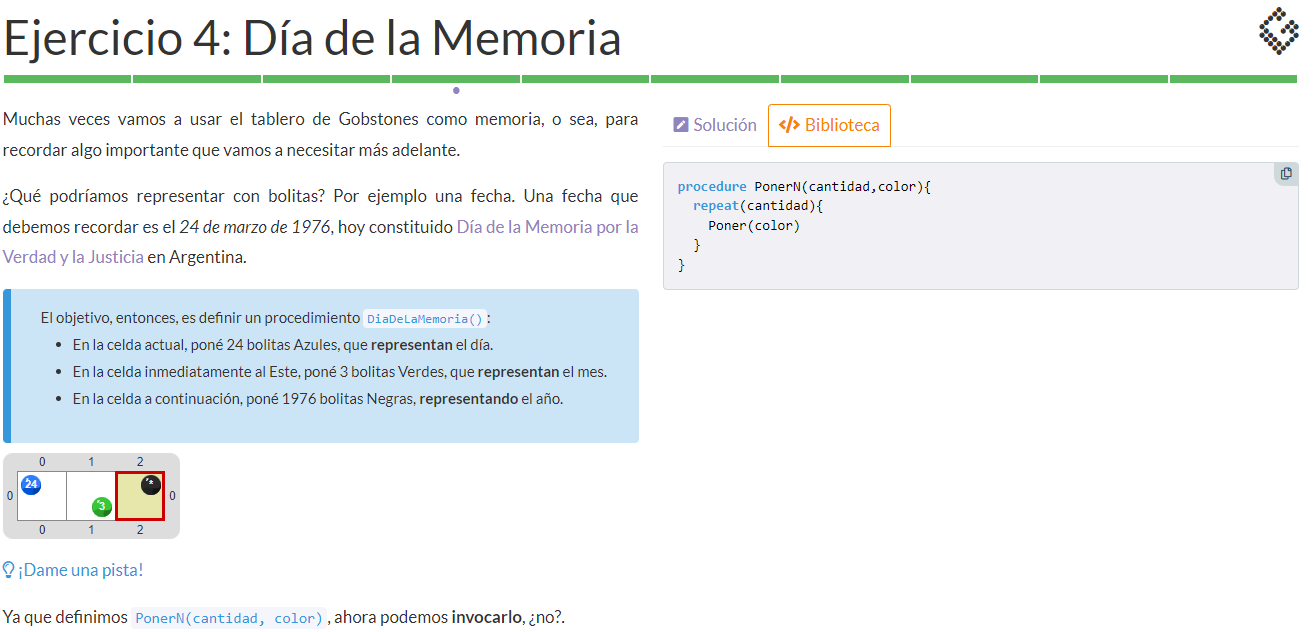 Ejercicio 4: Día de la Memoria
Muchas veces vamos a usar el tablero de Gobstones como memoria, o sea, para
recordar algo importante que vamos a necesitar más adelante.
¿Qué podríamos representar con bolitas? Por ejemplo una fecha. Una fecha que
debemos recordar es el 24 de marzo de 1976, hoy constituido Día de la Memoria por la
Verdad y la Justicia en Argentina.
El objetivo, entonces, es definir un procedimiento DiaDeLaMemoria():
• En la celda actual, poné 24 bolitas Azules, que representan el día.
• En la celda inmediatamente al Este, poné 3 bolitas Verdes, que representan el mes.
• En la celda a continuación, poné 1976 bolitas Negras, representando el año.
0 1 2
24 *
0 0
3
0 1 2
¡Dame una pista!
Ya que definimos PonerN(cantidad, color), ahora podemos invocarlo, ¿no?.
Solución
</> Biblioteca
procedure PonerN(cantidad,color){
repeat(cantidad){
Poner(color)
}
}